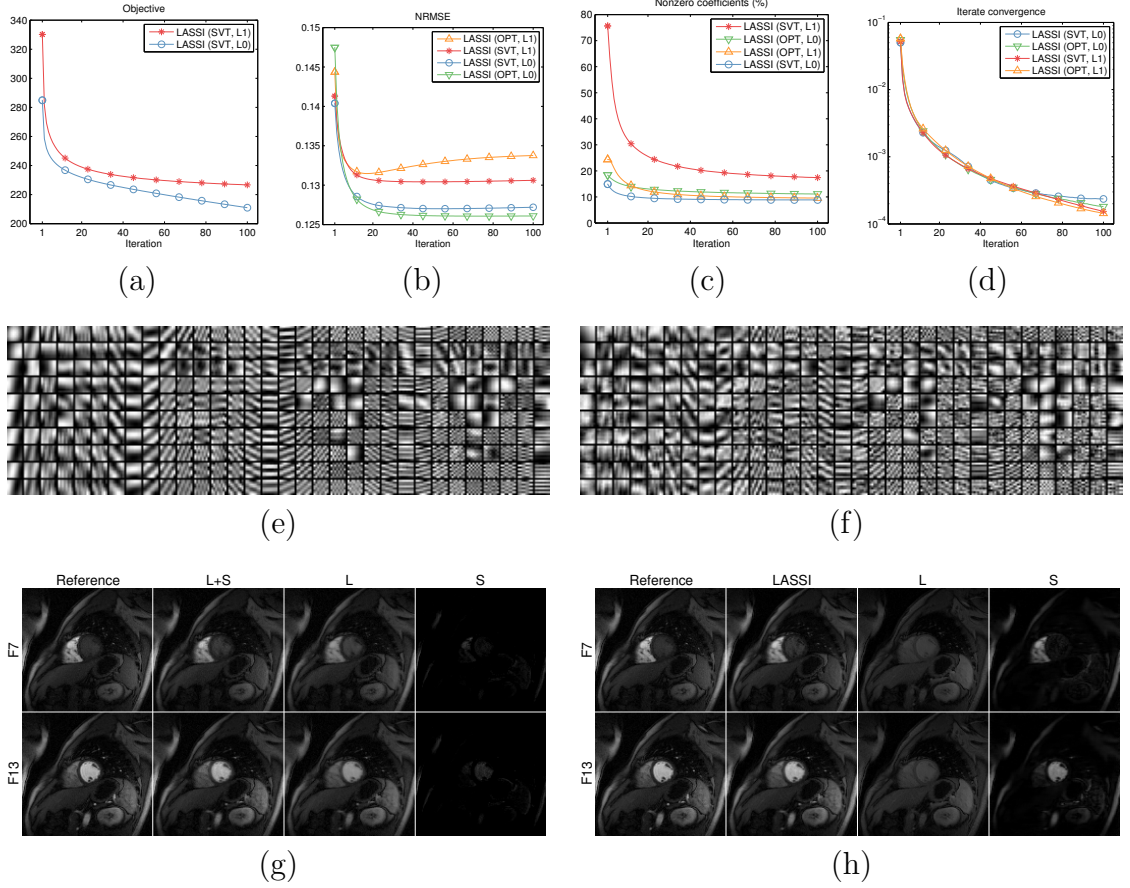 Objective
340
320
300
280
260
240
220
200
LASSI (SVT, L1)
LASSI (SVT, L0)
1 20 40 60 80 100
Iteration
(a)
NRMSE
0.15
0.145
0.14
0.135
0.13
0.125
LASSI (OPT, L1)
LASSI (SVT, L1)
LASSI (SVT, L0)
LASSI (OPT, L0)
1 20 40 60 80 100
Iteration
(b)
Nonzero coefficients (%)
80
70
60
50
40
30
20
10
0
LASSI (SVT, L1)
LASSI (OPT, L0)
LASSI (OPT, L1)
LASSI (SVT, L0)
1 20 40 60 80 100
Iteration
(c)
Iterate convergence
10⁻¹
10⁻²
10⁻³
10⁻⁴
LASSI (SVT, L0)
LASSI (OPT, L0)
LASSI (SVT, L1)
LASSI (OPT, L1)
1 20 40 60 80 100
Iteration
(d)
(e)
(f)
Reference L+S L S
F7
F13
(g)
Reference LASSI L S
F7
F13
(h)